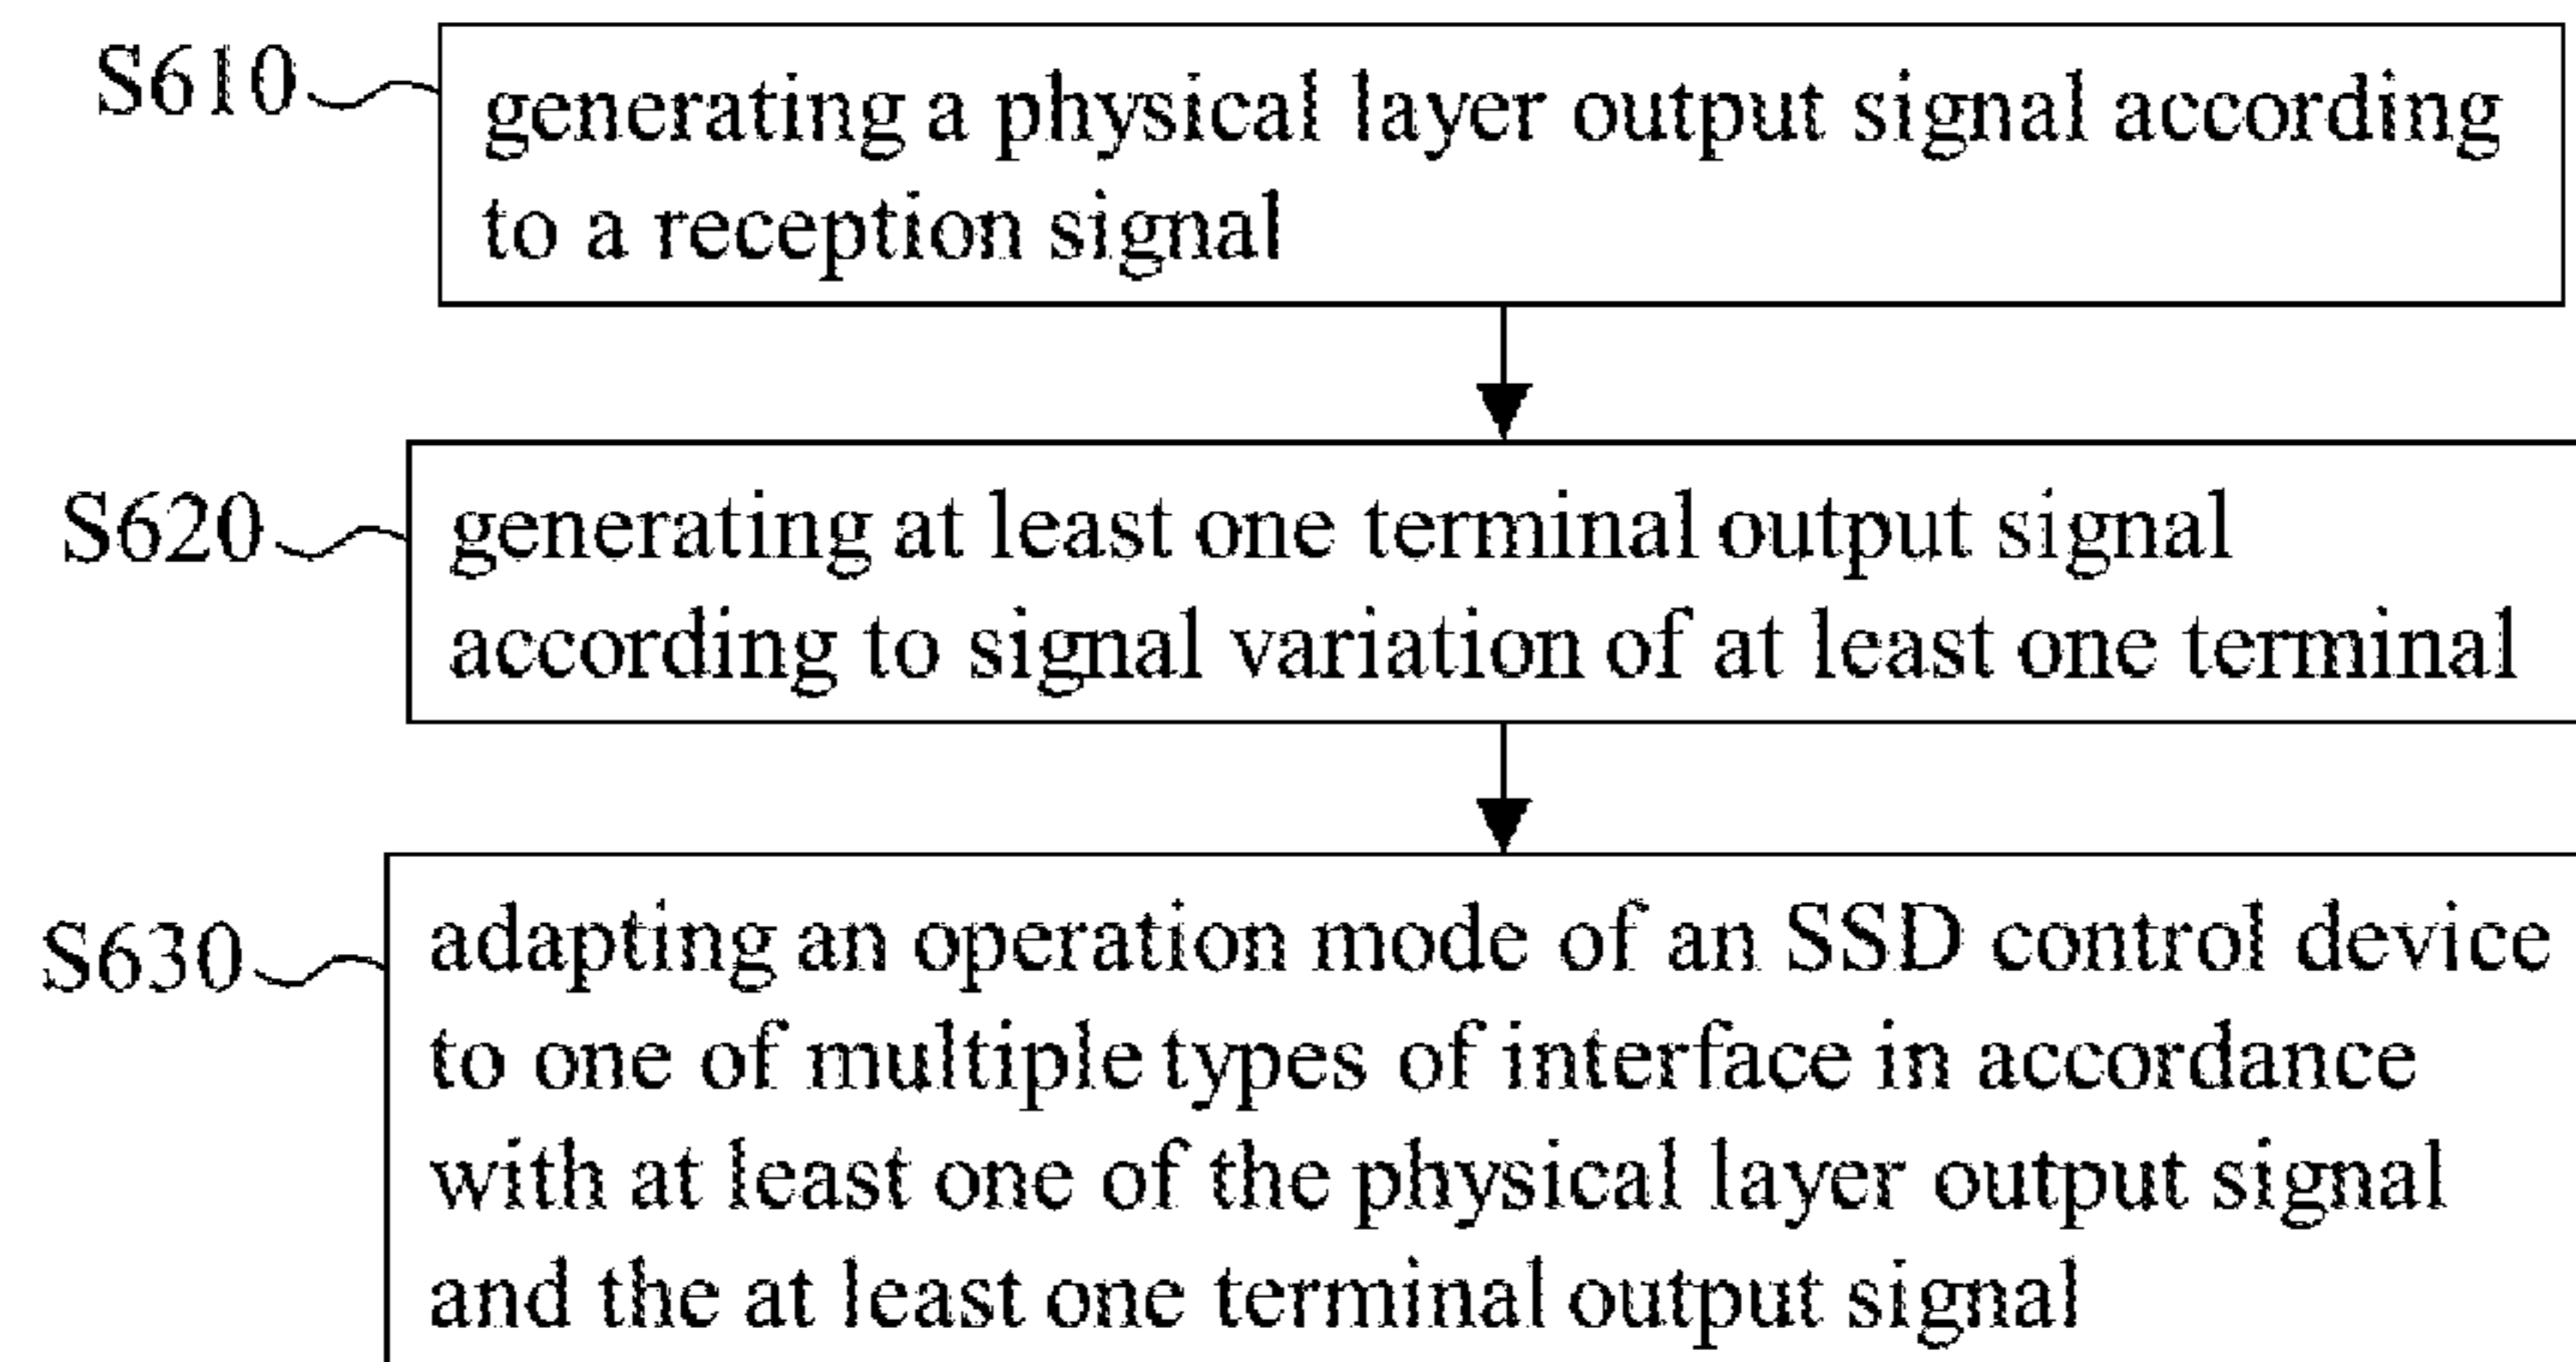 S610
generating a physical layer output signal according
to a reception signal
S620
generating at least one terminal output signal
according to signal variation of at least one terminal
S630
adapting an operation mode of an SSD control device
to one of multiple types of interface in accordance
with at least one of the physical layer output signal
and the at least one terminal output signal